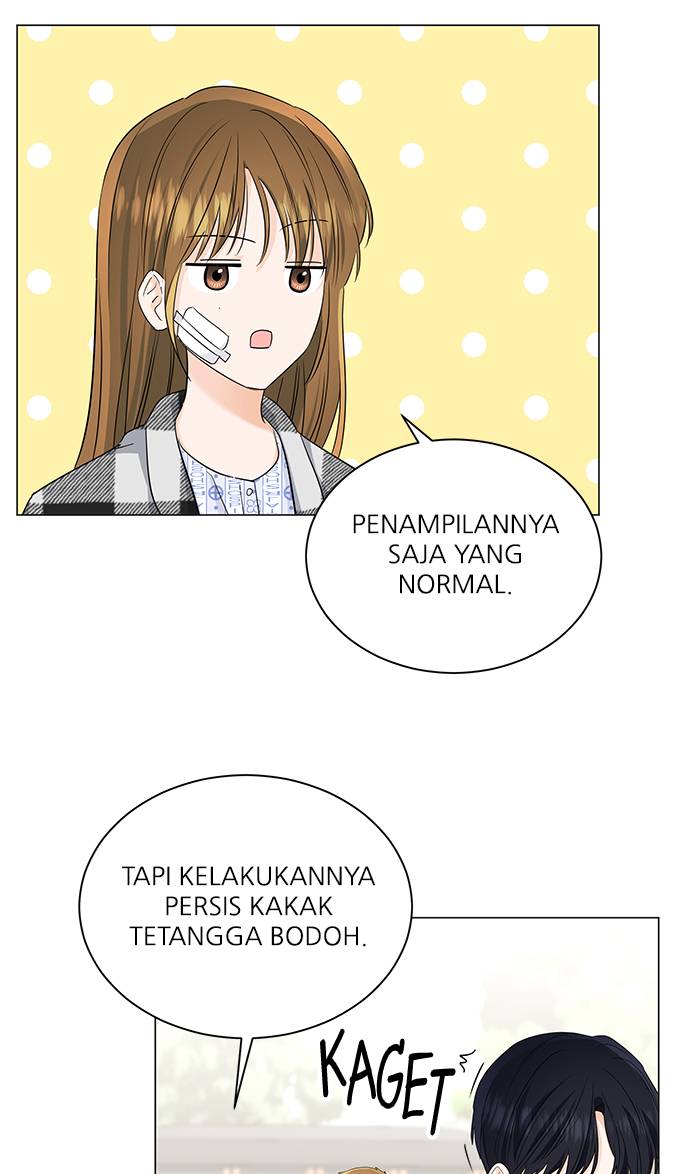 PENAMPILANNYA
SAJA YANG
NORMAL.
TAPI KELAKUKANNYA
PERSIS KAKAK
TETANGGA BODOH.
KAGET